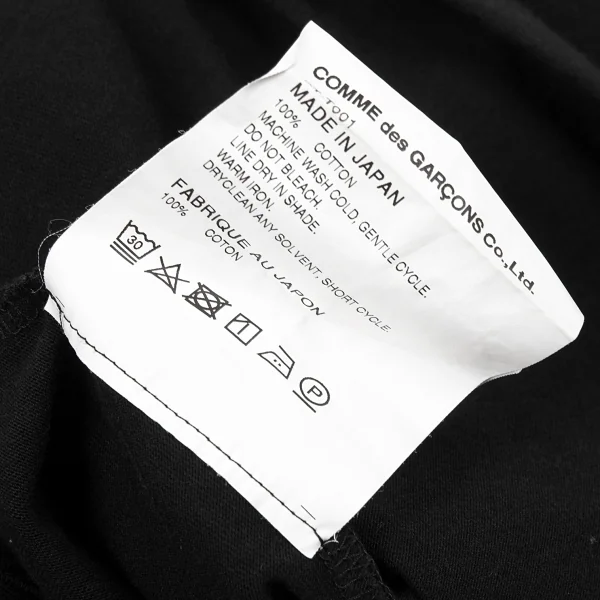 COMME des GARÇONS Co.,Ltd.
T001
MADE IN JAPAN
100% COTTON
MACHINE WASH COLD, GENTLE CYCLE.
DO NOT BLEACH.
LINE DRY IN SHADE.
WARM IRON.
DRYCLEAN ANY SOLVENT, SHORT CYCLE.
FABRIQUE AU JAPON
100% COTON
30
P